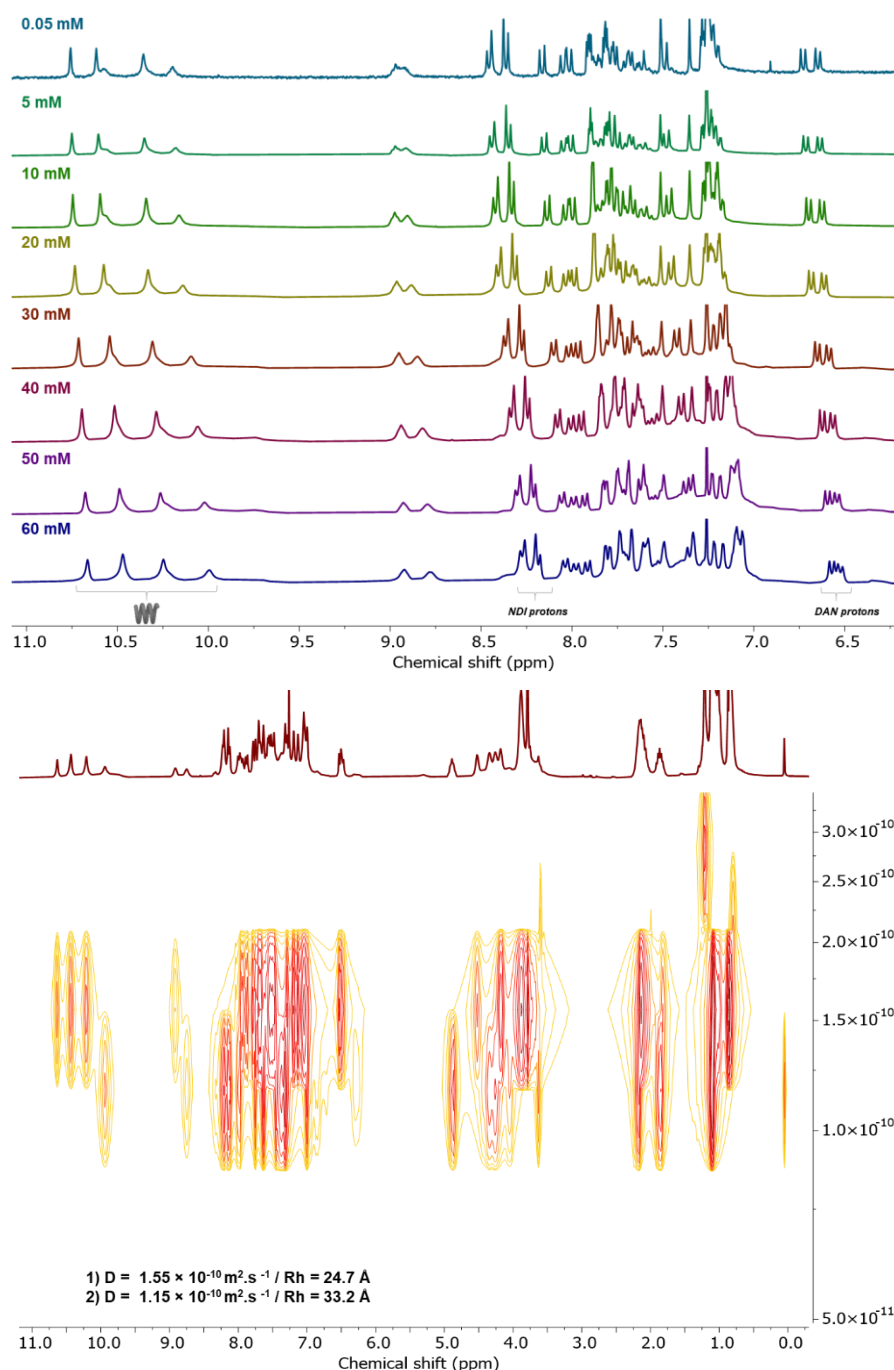 0.05 mM
5 mM
10 mM
20 mM
30 mM
40 mM
50 mM
60 mM
NDI protons
DAN protons
11.0 10.5 10.0 9.5 9.0 8.5 8.0 7.5 7.0 6.5
Chemical shift (ppm)
3.0×10⁻¹⁰
2.5×10⁻¹⁰
2.0×10⁻¹⁰
1.5×10⁻¹⁰
1.0×10⁻¹⁰
1) D = 1.55 × 10⁻¹⁰ m².s ⁻¹ / Rh = 24.7 Å
2) D = 1.15 × 10⁻¹⁰ m².s ⁻¹ / Rh = 33.2 Å
5.0×10⁻¹¹
11.0 10.0 9.0 8.0 7.0 6.0 5.0 4.0 3.0 2.0 1.0 0.0
Chemical shift (ppm)